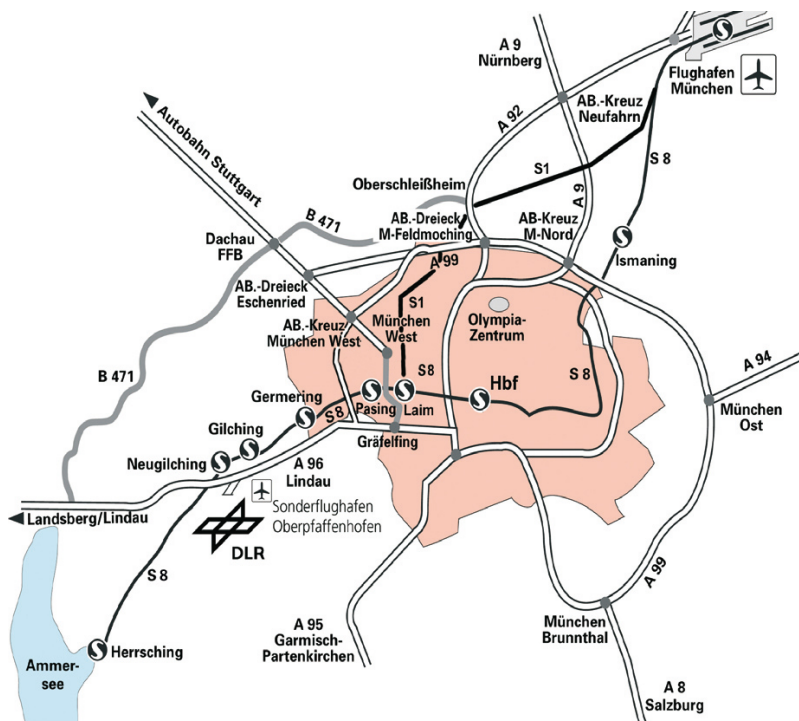 A 9
Nürnberg
Flughafen
München
AB.-Kreuz
Neufahrn
A 92
Autobahn Stuttgart
S1
S 8
Oberschleißheim
A 9
B 471
AB.-Dreieck
M-Feldmoching
AB-Kreuz
M-Nord
Dachau
FFB
Ismaning
A 99
AB.-Dreieck
Eschenried
S1
AB.-Kreuz
München West
München
West
Olympia-
Zentrum
S8
S 8
A 94
B 471
Hbf
Germering
Pasing
Laim
S 8
München
Ost
Gilching
Gräfelfing
Neugilching
A 96
Lindau
Landsberg/Lindau
Sonderflughafen
Oberpfaffenhofen
DLR
S 8
A 99
A 95
Garmisch-
Partenkirchen
München
Brunnthal
Herrsching
Ammer-
see
A 8
Salzburg